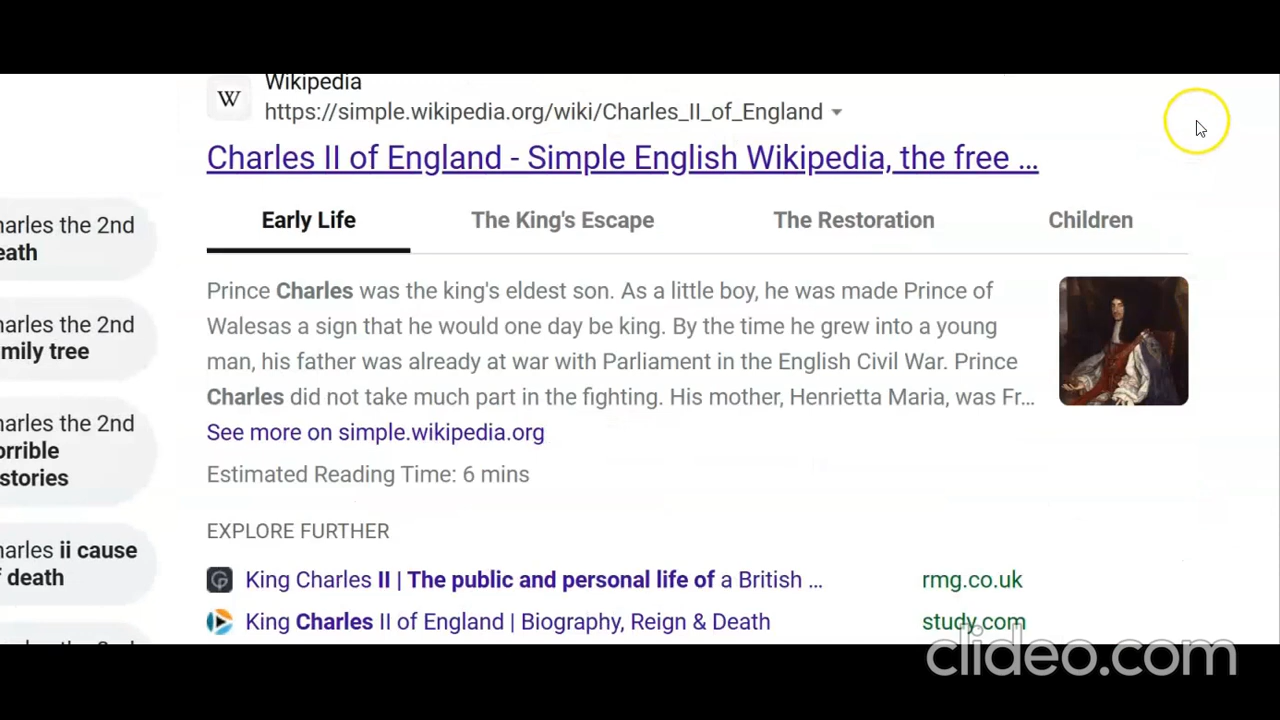 Wikipedia
W
https://simple.wikipedia.org/wiki/Charles_II_of_England
Charles II of England - Simple English Wikipedia, the free ...
Early Life
The King's Escape
The Restoration
Children
Prince Charles was the king's eldest son. As a little boy, he was made Prince of
Walesas a sign that he would one day be king. By the time he grew into a young
man, his father was already at war with Parliament in the English Civil War. Prince
Charles did not take much part in the fighting. His mother, Henrietta Maria, was Fr...
See more on simple.wikipedia.org
Estimated Reading Time: 6 mins
EXPLORE FURTHER
King Charles II | The public and personal life of a British ...
rmg.co.uk
King Charles II of England | Biography, Reign & Death
study.com
harles the 2nd
eath
harles the 2nd
mily tree
harles the 2nd
orrible
stories
harles ii cause
f death
clideo.com